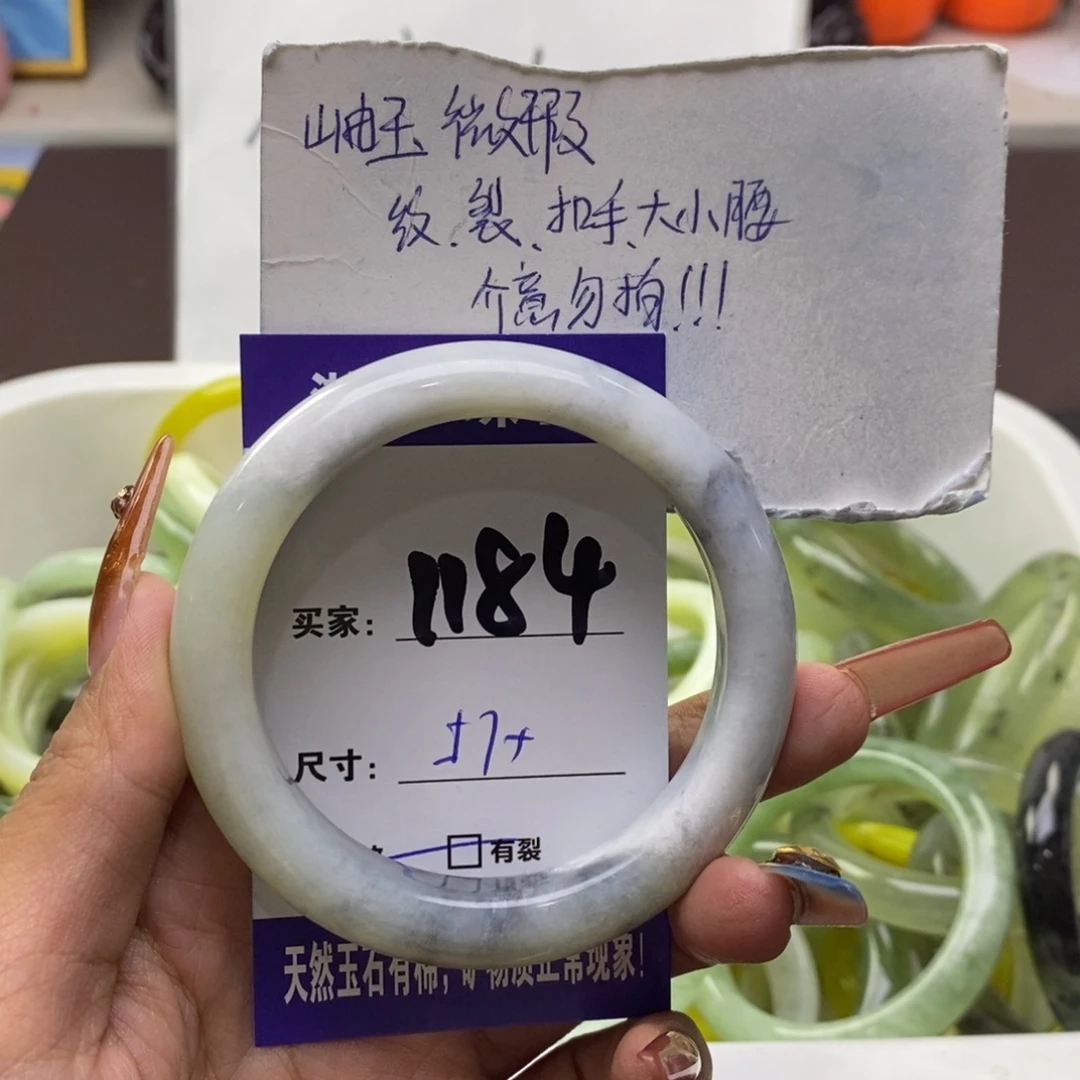 岫玉 微瑕
纹、裂、扣手、大小腰
介意勿拍!!!
买家: 1184
尺寸: 57+
有裂
天然玉石有棉,矿物质正常现象!